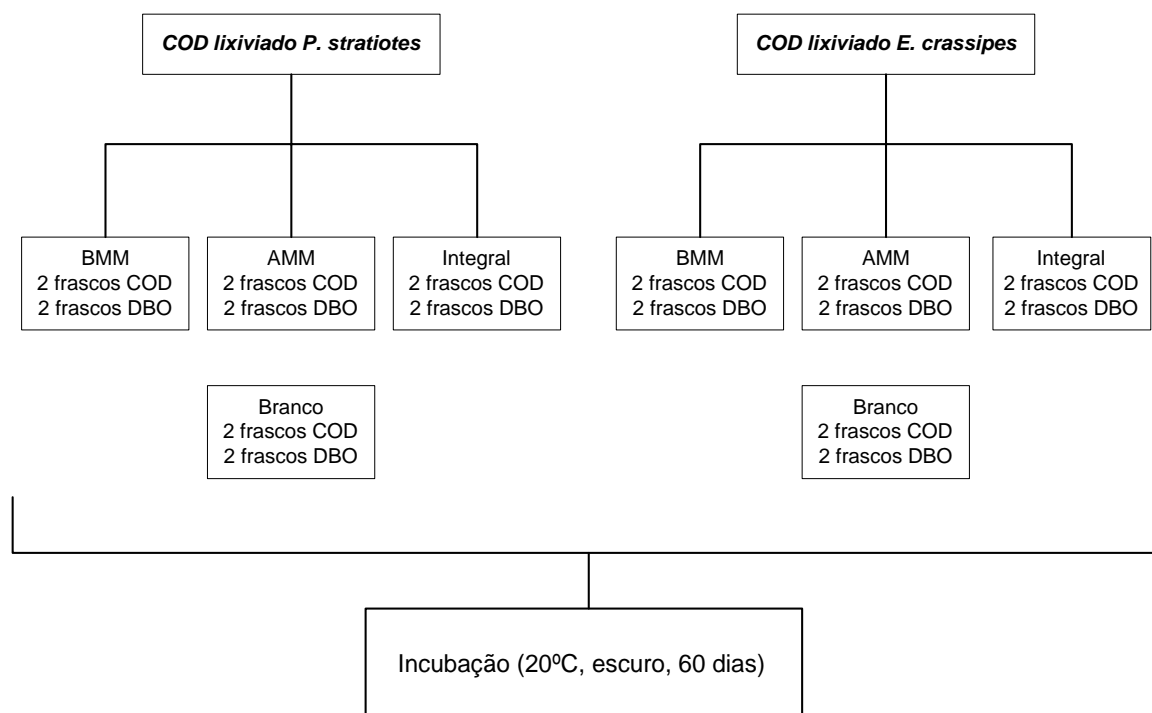 COD lixiviado P. stratiotes
COD lixiviado E. crassipes
BMM
2 frascos COD
2 frascos DBO
AMM
2 frascos COD
2 frascos DBO
Integral
2 frascos COD
2 frascos DBO
BMM
2 frascos COD
2 frascos DBO
AMM
2 frascos COD
2 frascos DBO
Integral
2 frascos COD
2 frascos DBO
Branco
2 frascos COD
2 frascos DBO
Branco
2 frascos COD
2 frascos DBO
Incubação (20ºC, escuro, 60 dias)